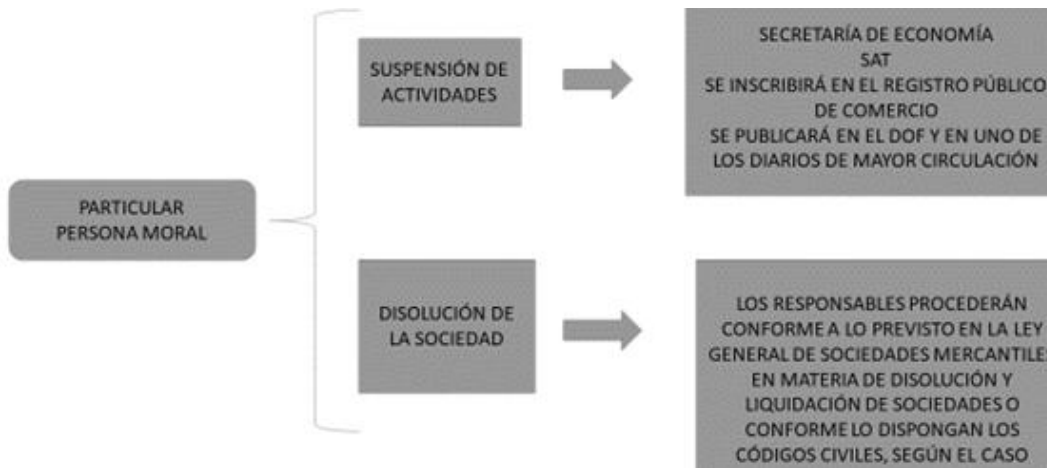 PARTICULAR
PERSONA MORAL
SUSPENSIÓN DE
ACTIVIDADES
SECRETARÍA DE ECONOMÍA
SAT
SE INSCRIBIRÁ EN EL REGISTRO PÚBLICO
DE COMERCIO
SE PUBLICARÁ EN EL DOF Y EN UNO DE
LOS DIARIOS DE MAYOR CIRCULACIÓN
DISOLUCIÓN DE
LA SOCIEDAD
LOS RESPONSABLES PROCEDERÁN
CONFORME A LO PREVISTO EN LA LEY
GENERAL DE SOCIEDADES MERCANTILE
EN MATERIA DE DISOLUCIÓN Y
LIQUIDACIÓN DE SOCIEDADES O
CONFORME LO DISPONGAN LOS
CÓDIGOS CIVILES, SEGÚN EL CASO